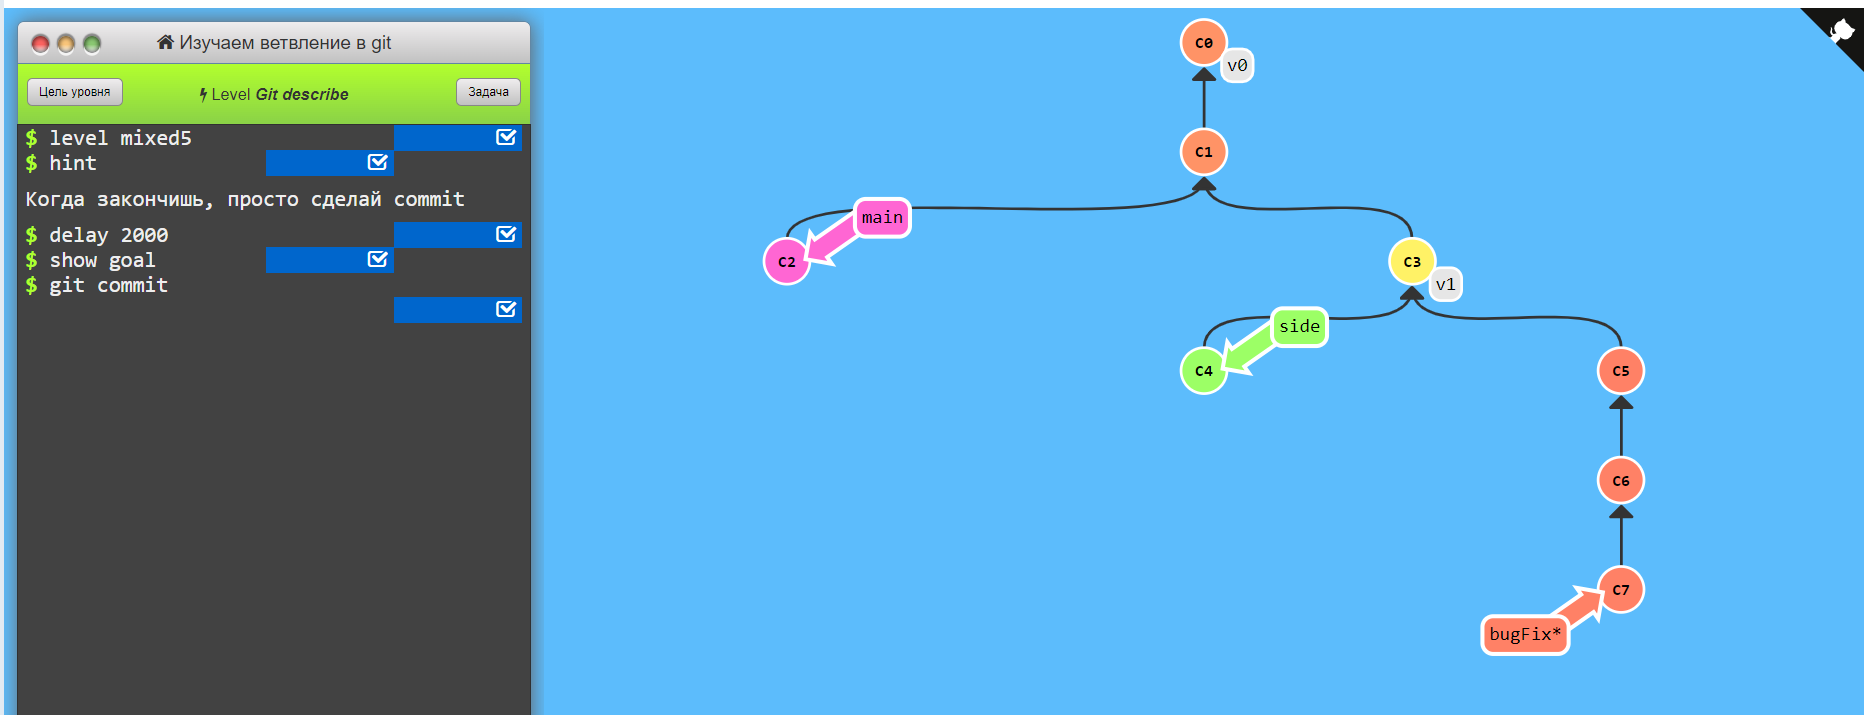 Изучаем ветвление в git
Цель уровня
Level Git describe
Задача
$ level mixed5
$ hint
Когда закончишь, просто сделай commit
$ delay 2000
$ show goal
$ git commit
C0
v0
C1
main
C2
C3
v1
side
C4
C5
C6
C7
bugFix*